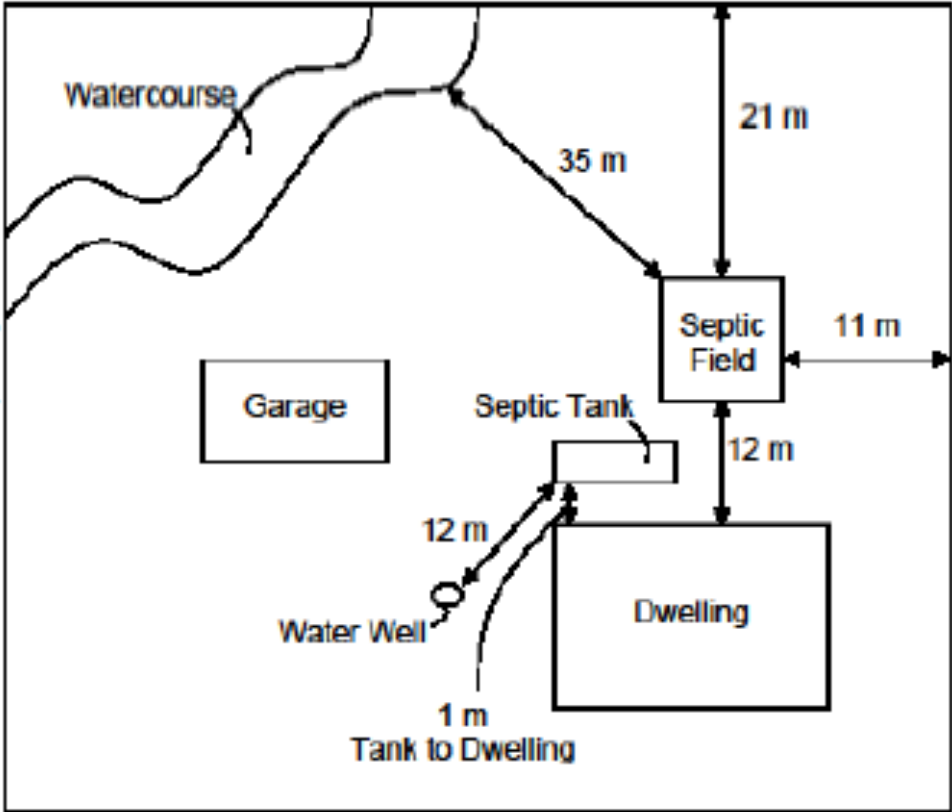 Watercourse
21 m
35 m
Septic
Field
11 m
Garage
Septic Tank
12 m
12 m
Water Well
Dwelling
1 m
Tank to Dwelling